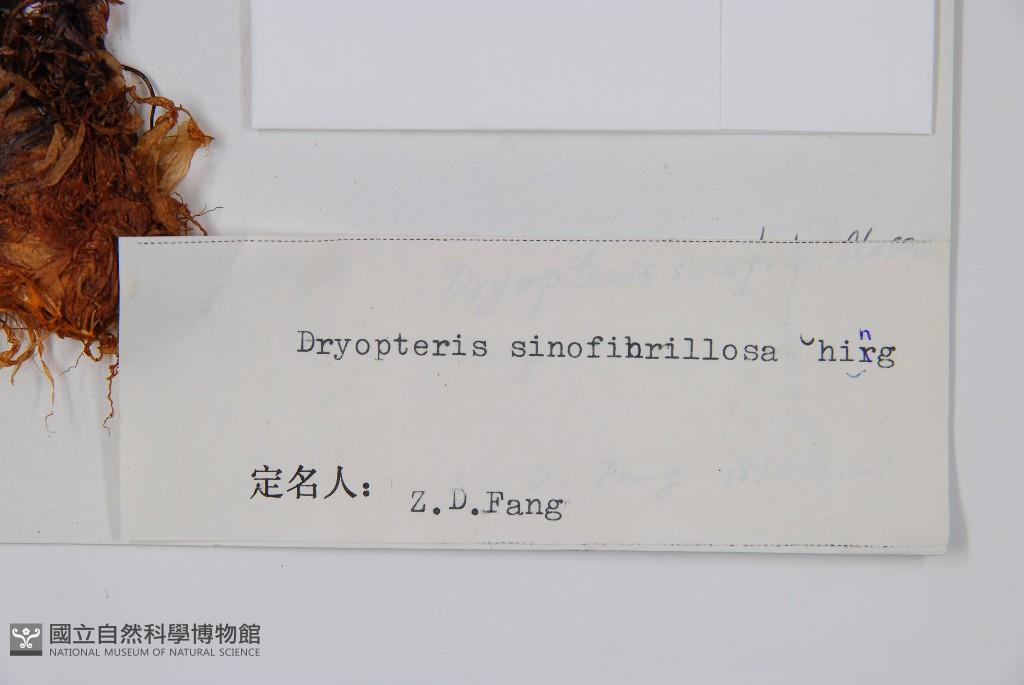 Dryopteris sinofibrillosa Ching
定名人: Z.D.Fang
國立自然科學博物館
NATIONAL MUSEUM OF NATURAL SCIENCE